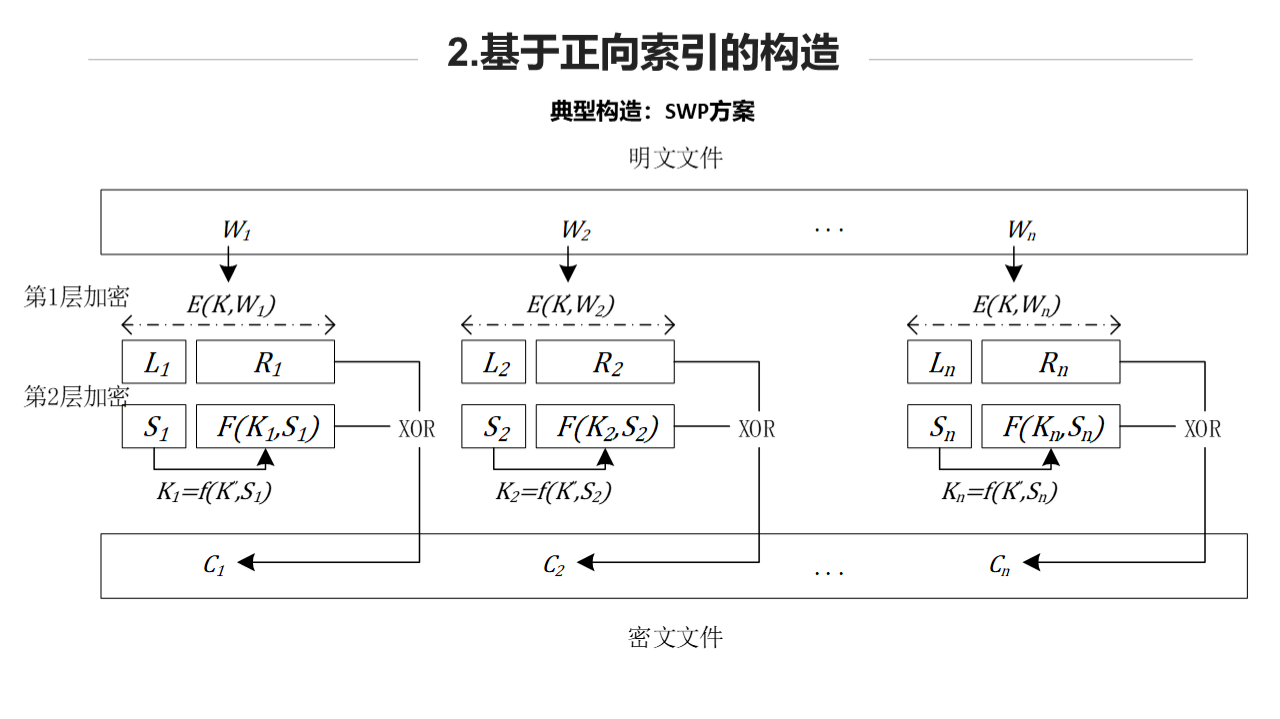 2.基于正向索引的构造
典型构造：SWP方案
明文文件
W1 W2 ... Wn
第1层加密
E(K',W1) E(K',W2) E(K',Wn)
L1 R1 L2 R2 Ln Rn
第2层加密
S1 F(K1,S1) XOR S2 F(K2,S2) XOR Sn F(Kn,Sn) XOR
K1=f(K'',S1) K2=f(K'',S2) Kn=f(K'',Sn)
C1 C2 ... Cn
密文文件